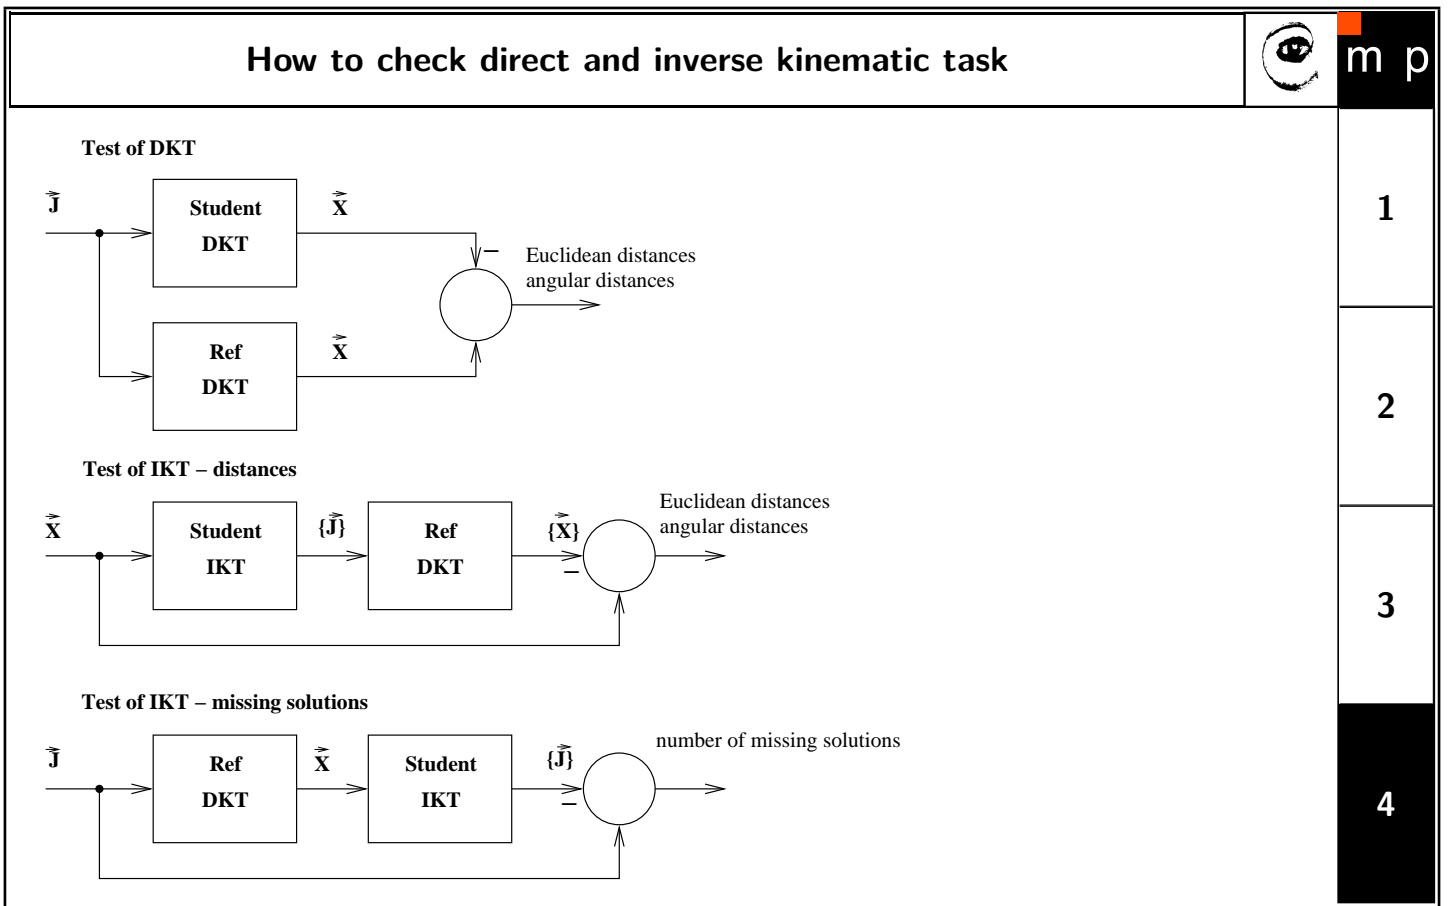 How to check direct and inverse kinematic task
m p
1
2
3
4
Test of DKT
J
Student
DKT
X
−
Euclidean distances
angular distances
Ref
DKT
X
Test of IKT − distances
X
Student
IKT
{J}
Ref
DKT
{X}
−
Euclidean distances
angular distances
Test of IKT − missing solutions
J
Ref
DKT
X
Student
IKT
{J}
−
number of missing solutions